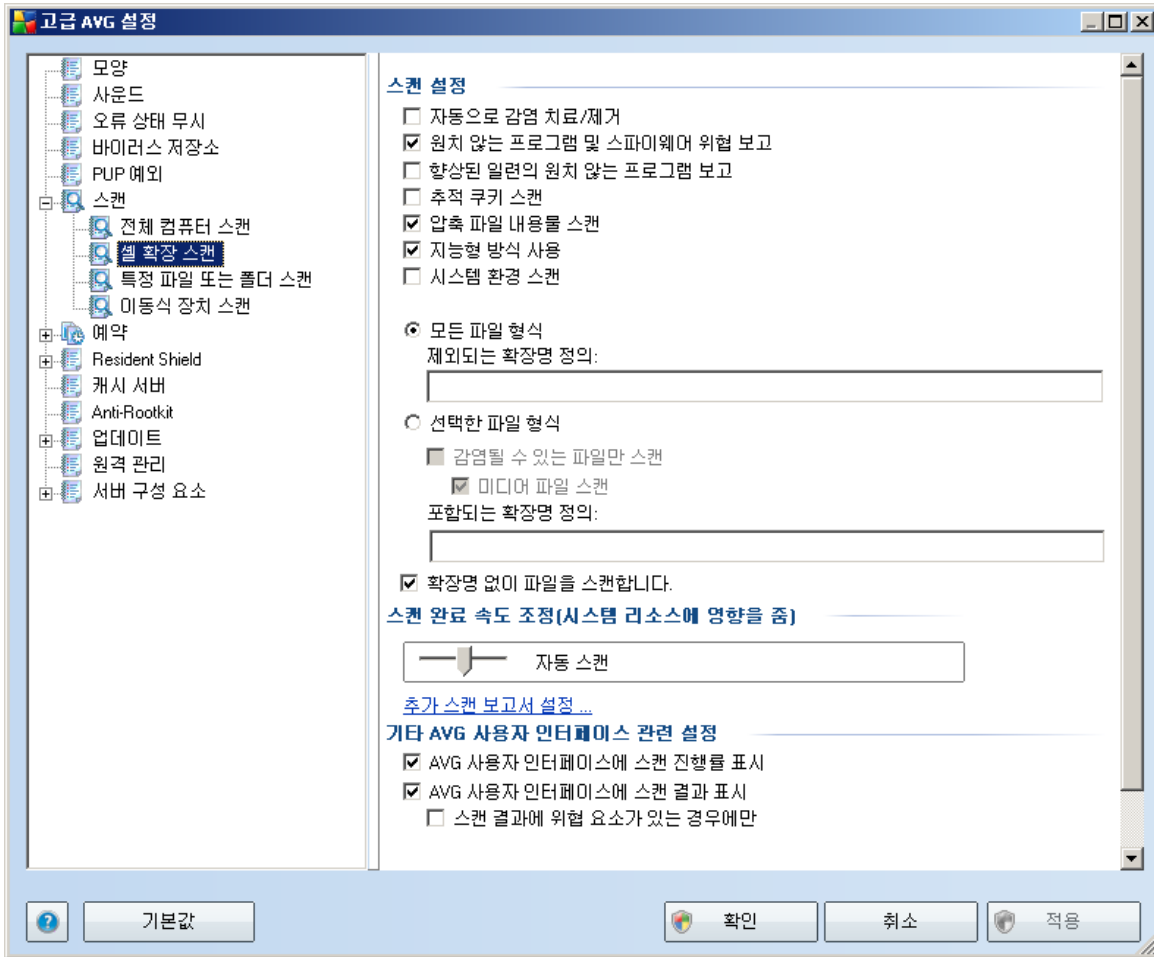 고급 AVG 설정
모양
사운드
오류 상태 무시
바이러스 저장소
PUP 예외
스캔
전체 컴퓨터 스캔
셸 확장 스캔
특정 파일 또는 폴더 스캔
이동식 장치 스캔
예약
Resident Shield
캐시 서버
Anti-Rootkit
업데이트
원격 관리
서버 구성 요소
스캔 설정
자동으로 감염 치료/제거
원치 않는 프로그램 및 스파이웨어 위협 보고
향상된 일련의 원치 않는 프로그램 보고
추적 쿠키 스캔
압축 파일 내용물 스캔
지능형 방식 사용
시스템 환경 스캔
모든 파일 형식
제외되는 확장명 정의:
선택한 파일 형식
감염될 수 있는 파일만 스캔
미디어 파일 스캔
포함되는 확장명 정의:
확장명 없이 파일을 스캔합니다.
스캔 완료 속도 조정(시스템 리소스에 영향을 줌)
자동 스캔
추가 스캔 보고서 설정 ...
기타 AVG 사용자 인터페이스 관련 설정
AVG 사용자 인터페이스에 스캔 진행률 표시
AVG 사용자 인터페이스에 스캔 결과 표시
스캔 결과에 위협 요소가 있는 경우에만
기본값
확인
취소
적용